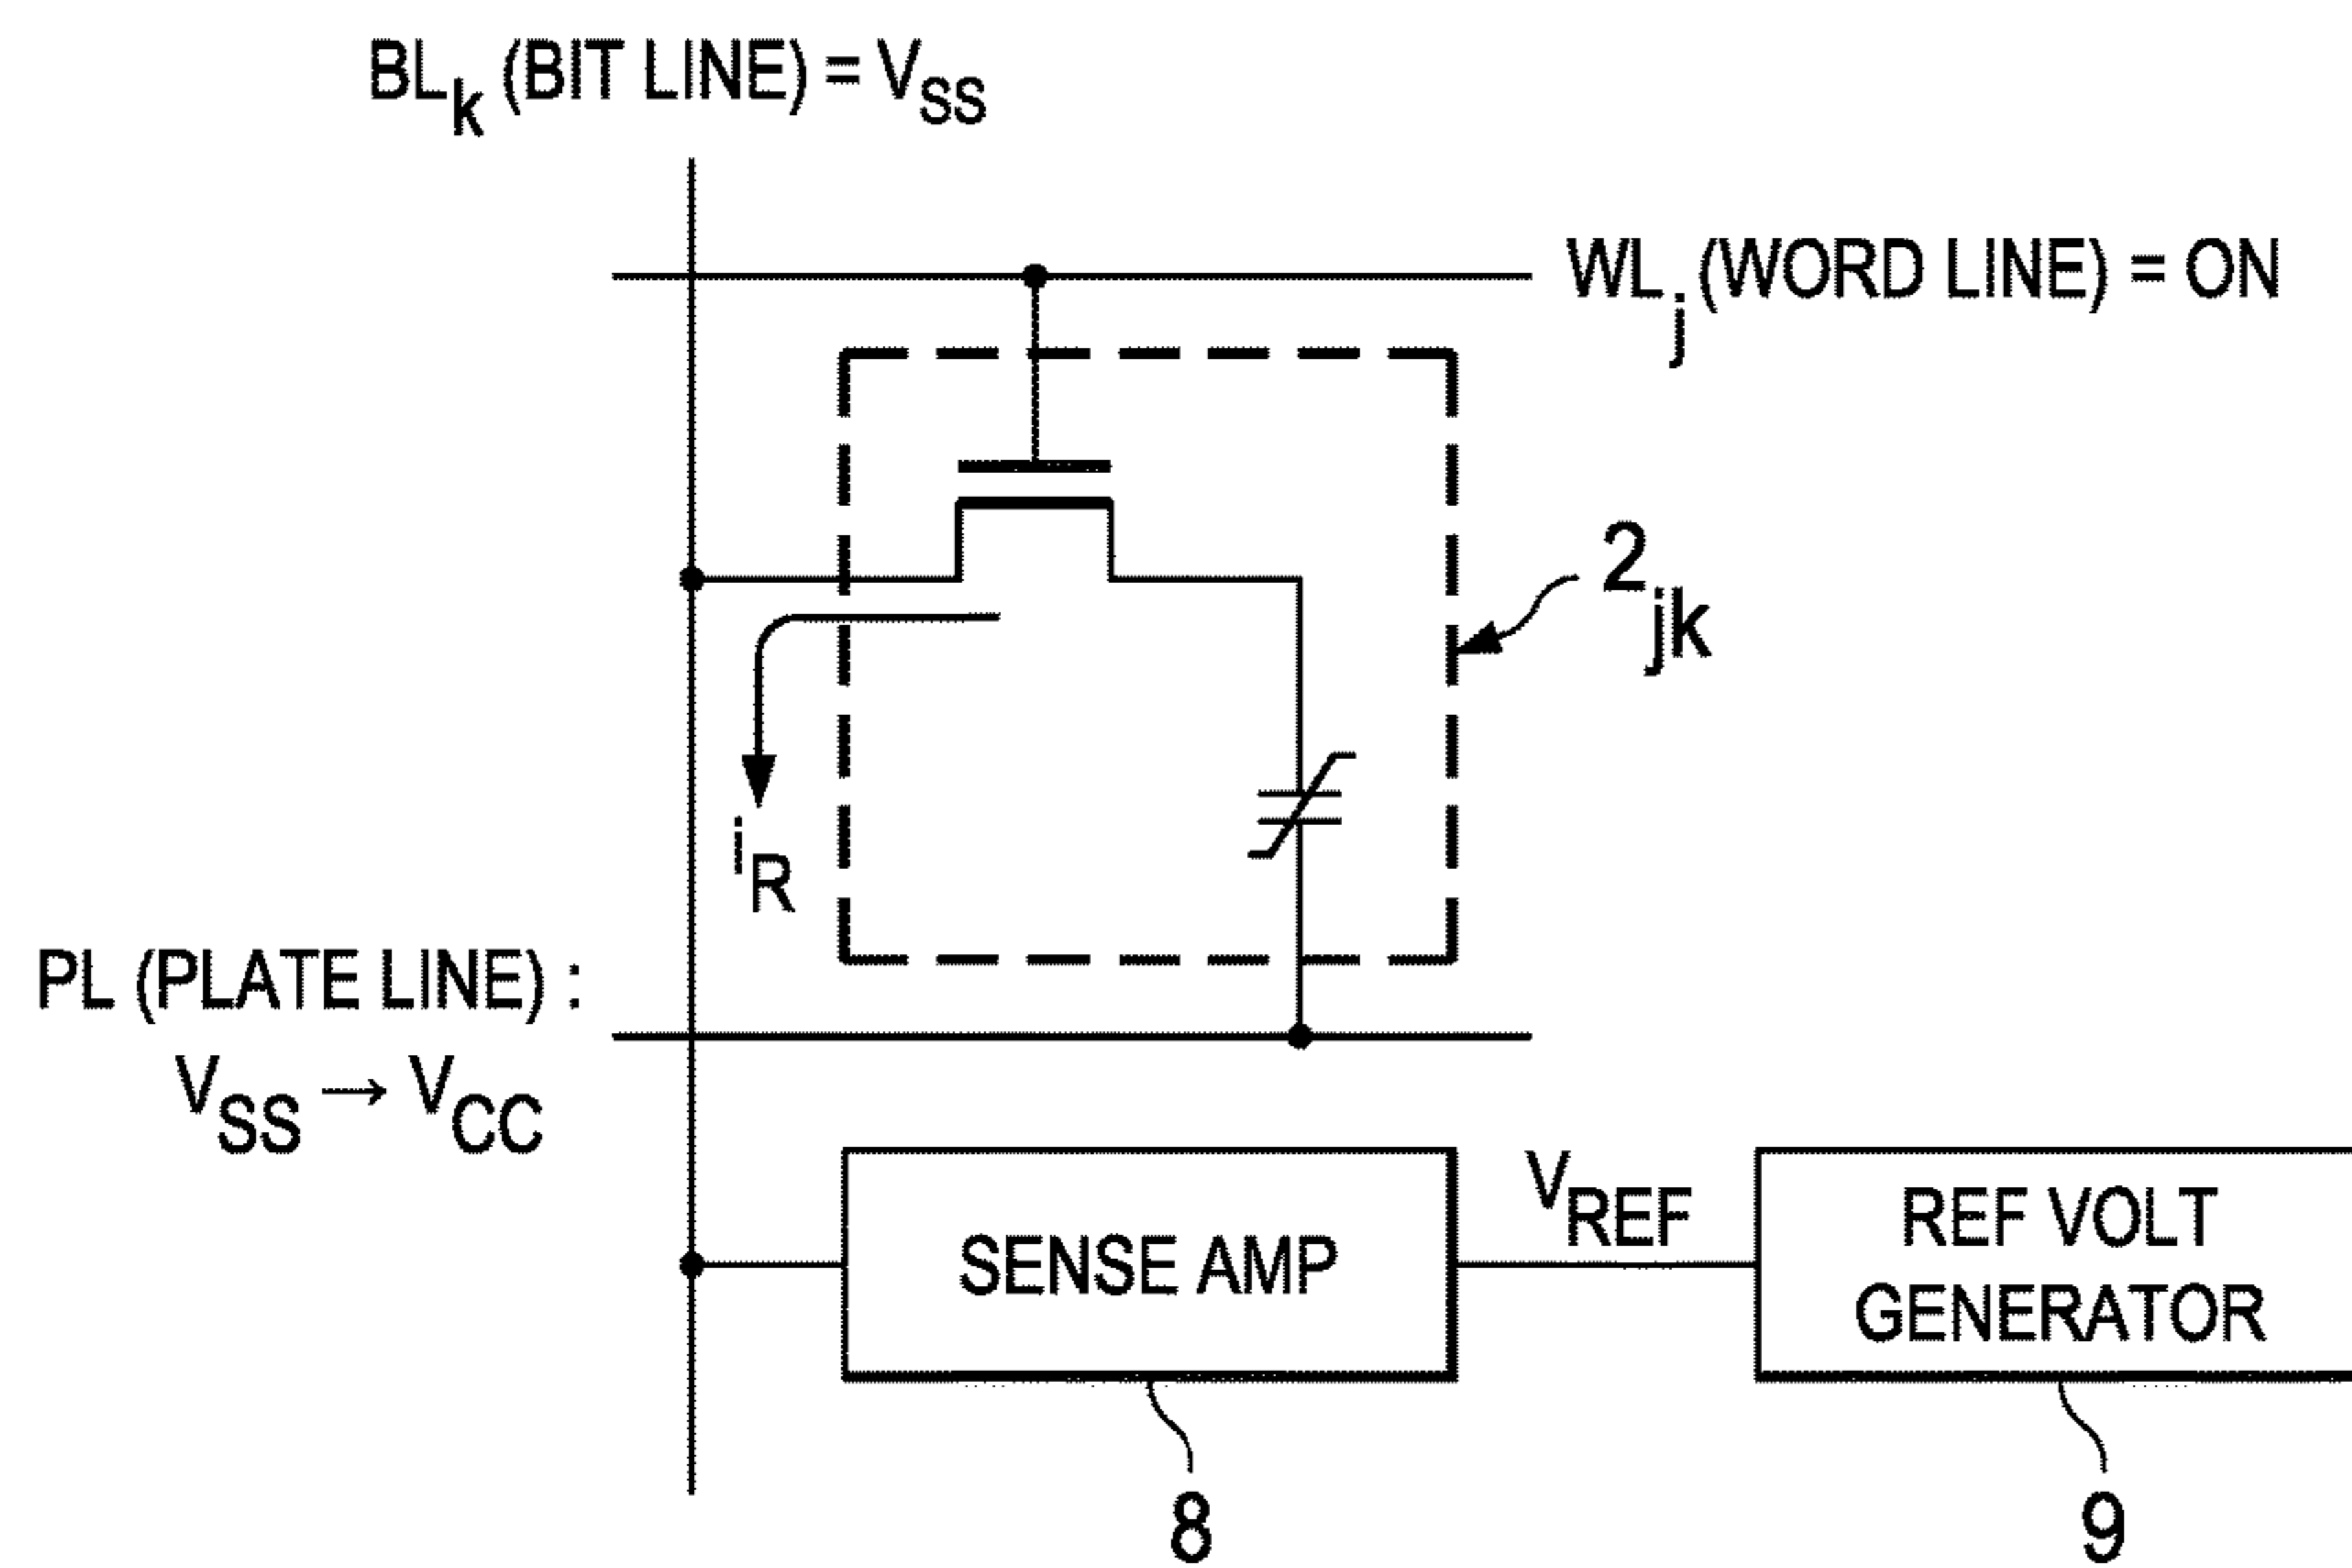 BLk (BIT LINE) = VSS
WLj (WORD LINE) = ON
2jk
iR
PL (PLATE LINE) :
VSS → VCC
VREF
SENSE AMP
REF VOLT
GENERATOR
8
9